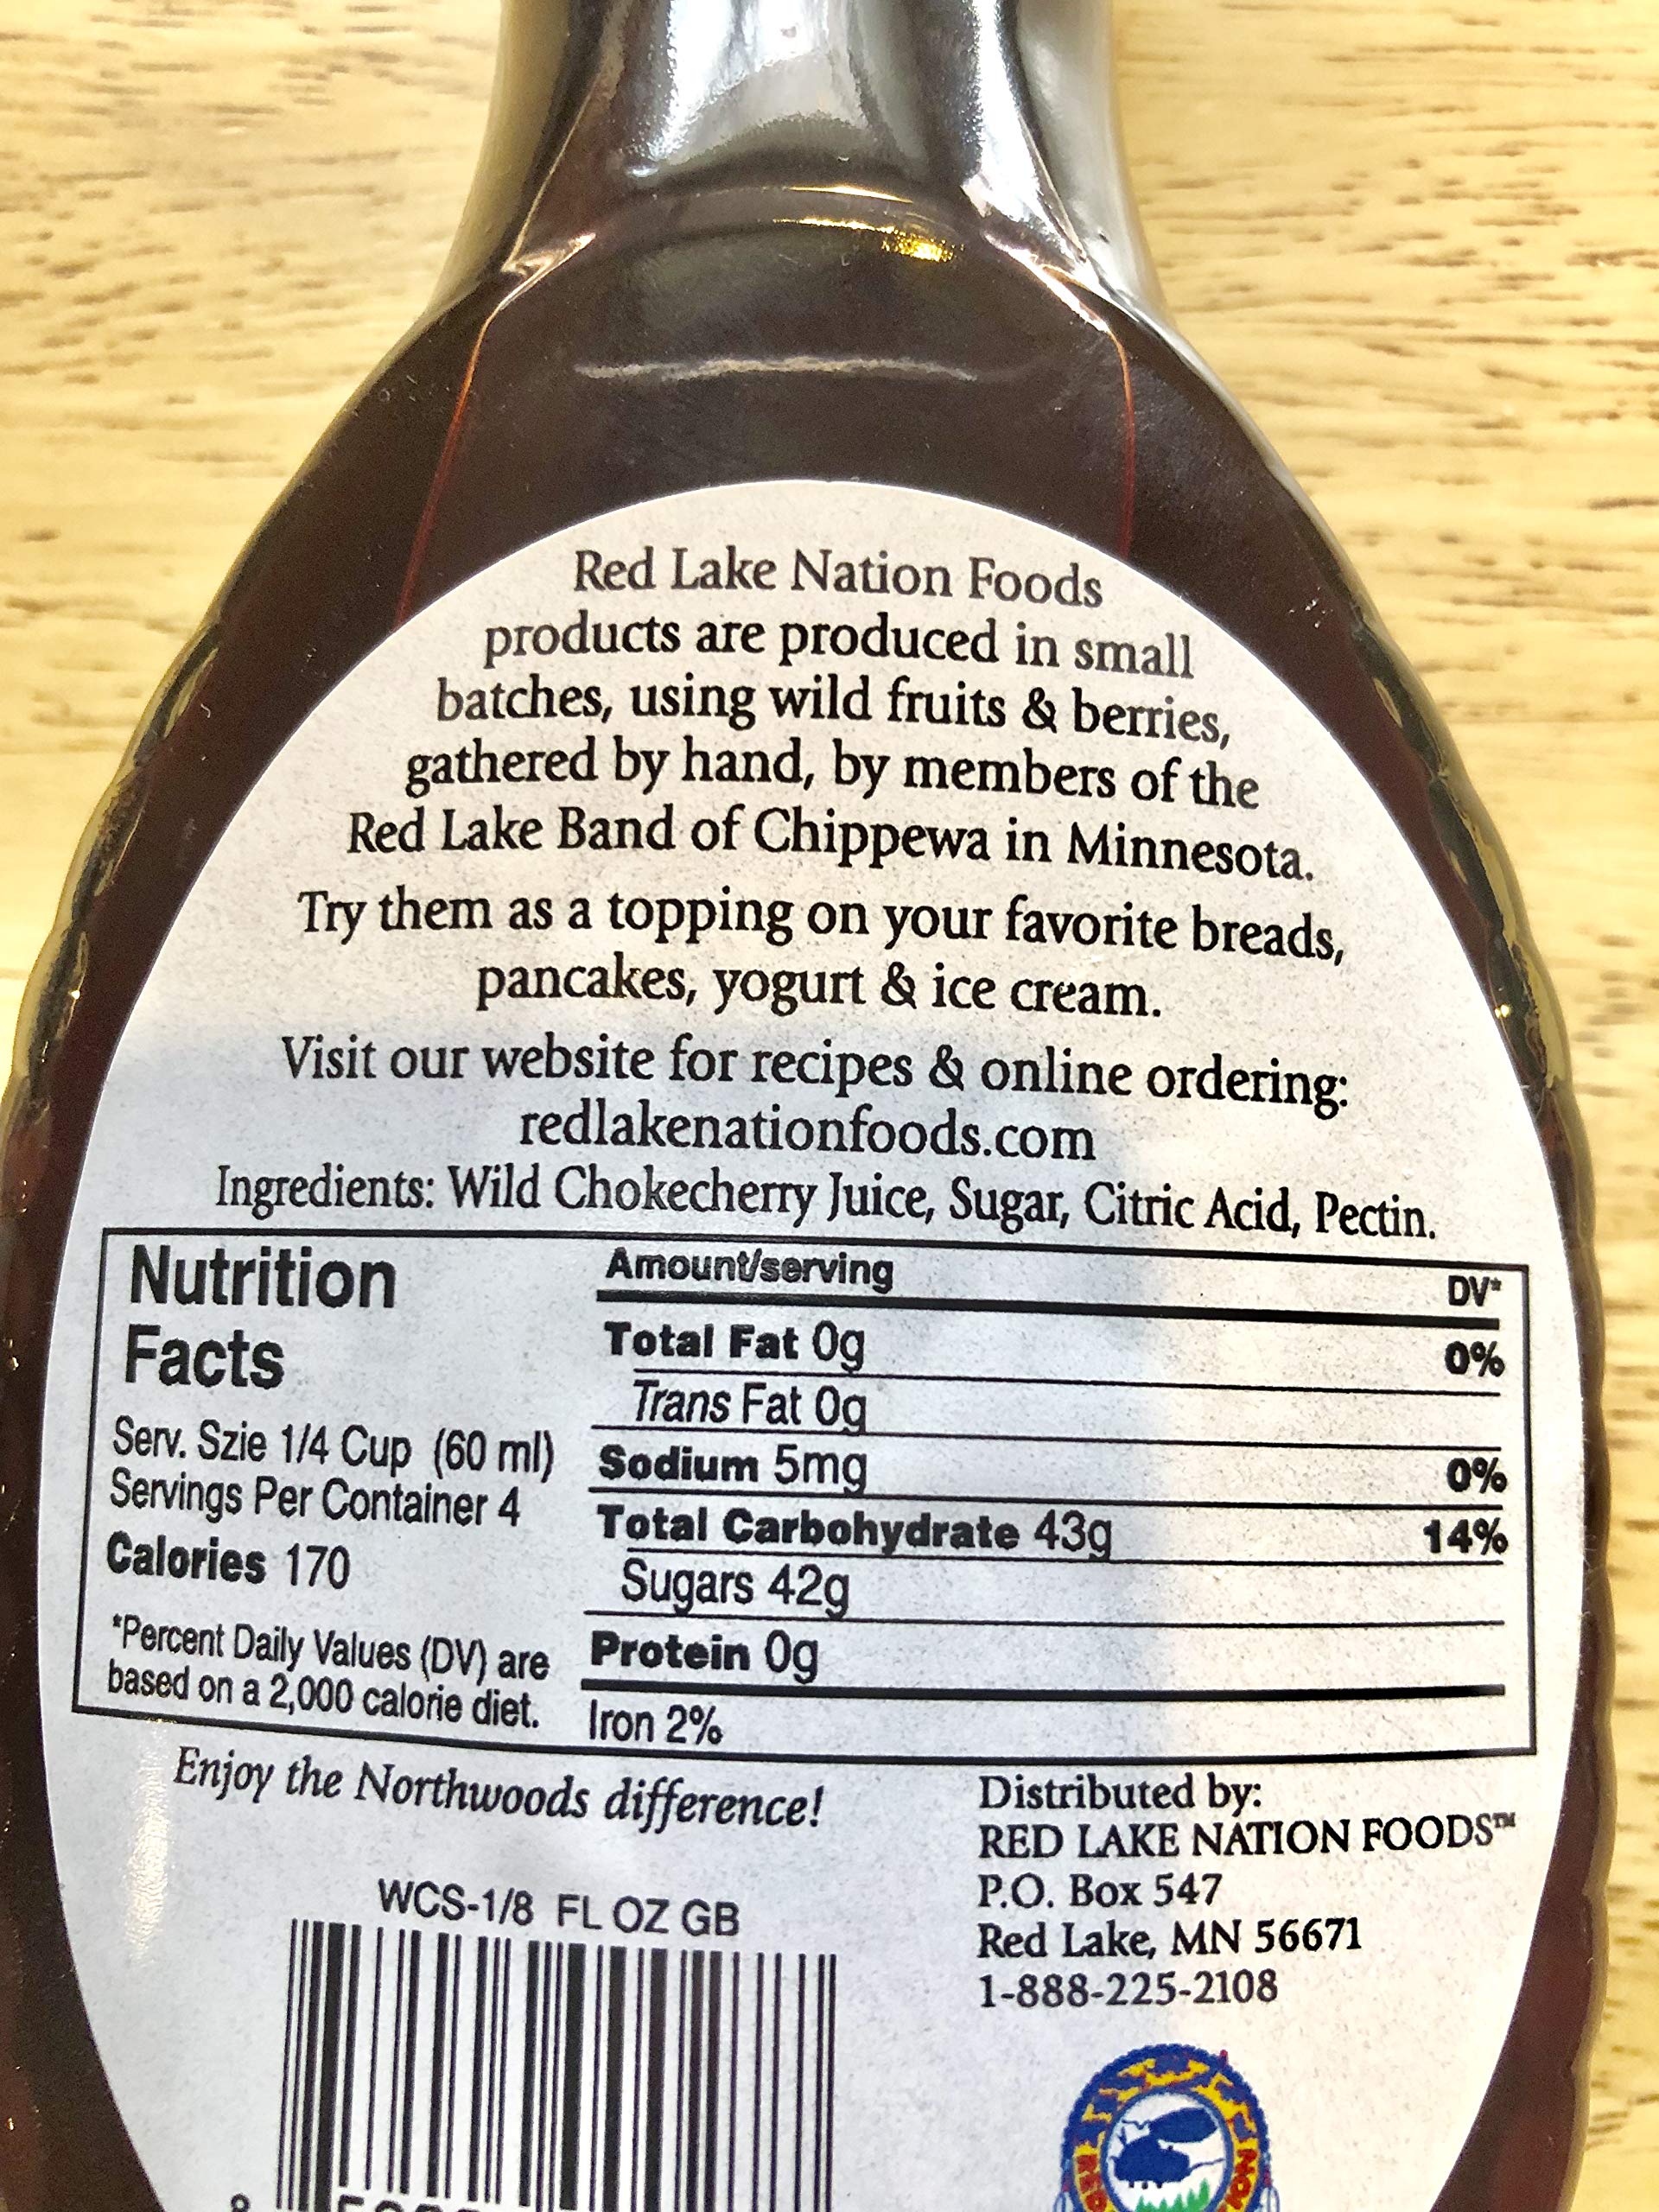 Red Lake Nation Foods
products are produced in small
batches, using wild fruits & berries,
gathered by hand, by members of the
Red Lake Band of Chippewa in Minnesota.
Try them as a topping on your favorite breads,
pancakes, yogurt & ice cream.
Visit our website for recipes & online ordering:
redlakenationfoods.com
Ingredients: Wild Chokecherry Juice, Sugar, Citric Acid, Pectin.
Nutrition
Facts
Serv. Szie 1/4 Cup (60 ml)
Servings Per Container 4
Calories 170
*Percent Daily Values (DV) are
based on a 2,000 calorie diet.
Amount/serving DV*
Total Fat 0g 0%
Trans Fat 0g
Sodium 5mg 0%
Total Carbohydrate 43g 14%
Sugars 42g
Protein 0g
Iron 2%
Enjoy the Northwoods difference!
WCS-1/8 FL OZ GB
Distributed by:
RED LAKE NATION FOODS™
P.O. Box 547
Red Lake, MN 56671
1-888-225-2108